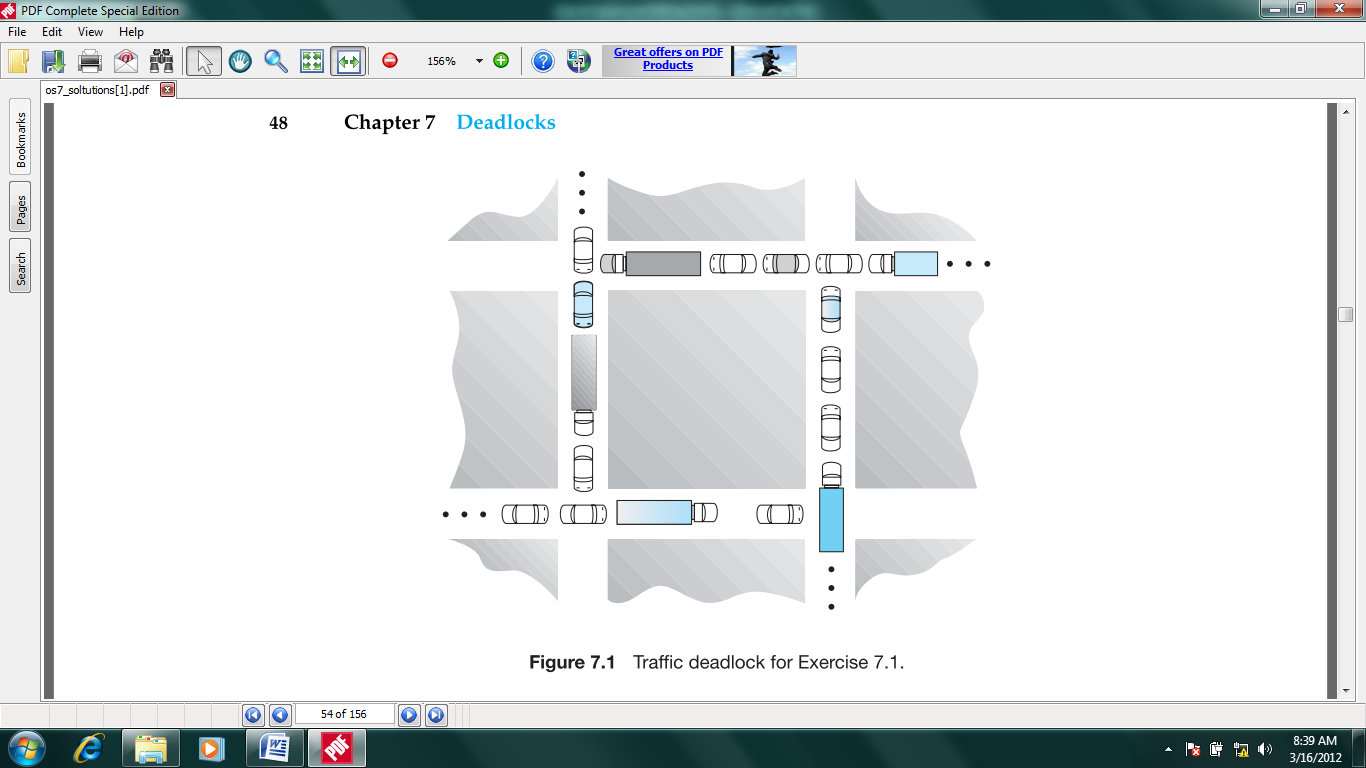 PDF Complete Special Edition
File Edit View Help
156%
Great offers on PDF
Products
os7_soltutions[1].pdf
Bookmarks
Pages
Search
48 Chapter 7 Deadlocks
Figure 7.1 Traffic deadlock for Exercise 7.1.
54 of 156
PDF
8:39 AM
3/16/2012